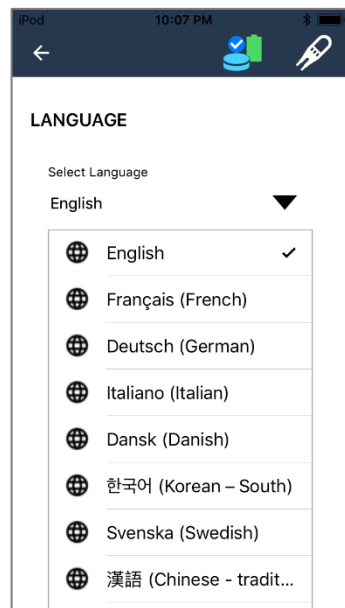 iPod 10:07 PM
LANGUAGE
Select Language
English
English
Français (French)
Deutsch (German)
Italiano (Italian)
Dansk (Danish)
한국어 (Korean – South)
Svenska (Swedish)
漢語 (Chinese - tradit...